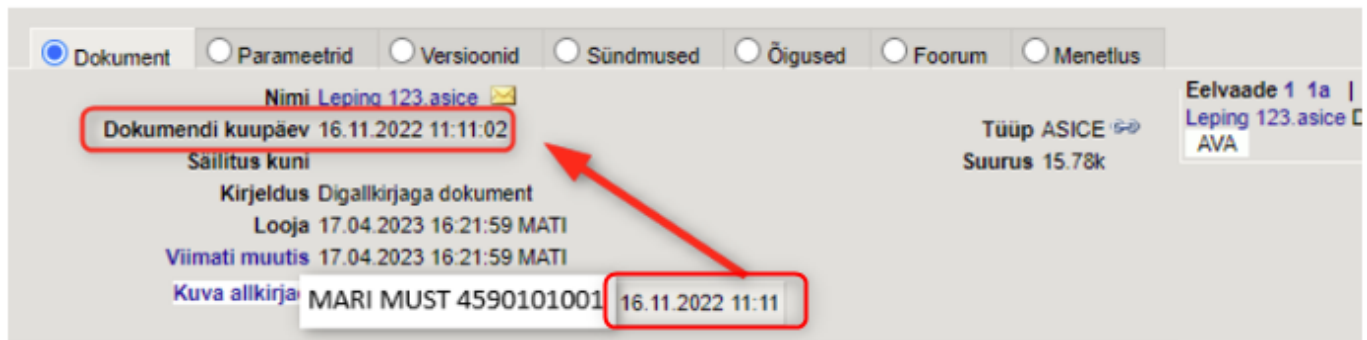 Dokument Parameetrid Versioonid Sündmused Õigused Foorum Menetlus
Nimi Leping 123.asice
Dokumendi kuupäev 16.11.2022 11:11:02
Säilitus kuni
Kirjeldus Digallkirjaga dokument
Looja 17.04.2023 16:21:59 MATI
Viimati muutis 17.04.2023 16:21:59 MATI
Kuva allkirja MARI MUST 4590101001 16.11.2022 11:11
Tüüp ASICE
Suurus 15.78k
Eelvaade 1 1a |
Leping 123.asice D
AVA